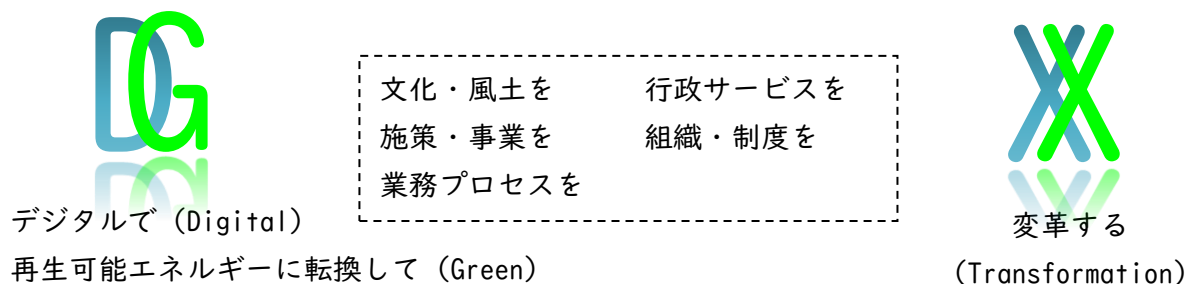 DG
XX
文化・風土を 行政サービスを
施策・事業を 組織・制度を
業務プロセスを
デジタルで（Digital）
再生可能エネルギーに転換して（Green）
変革する
（Transformation）